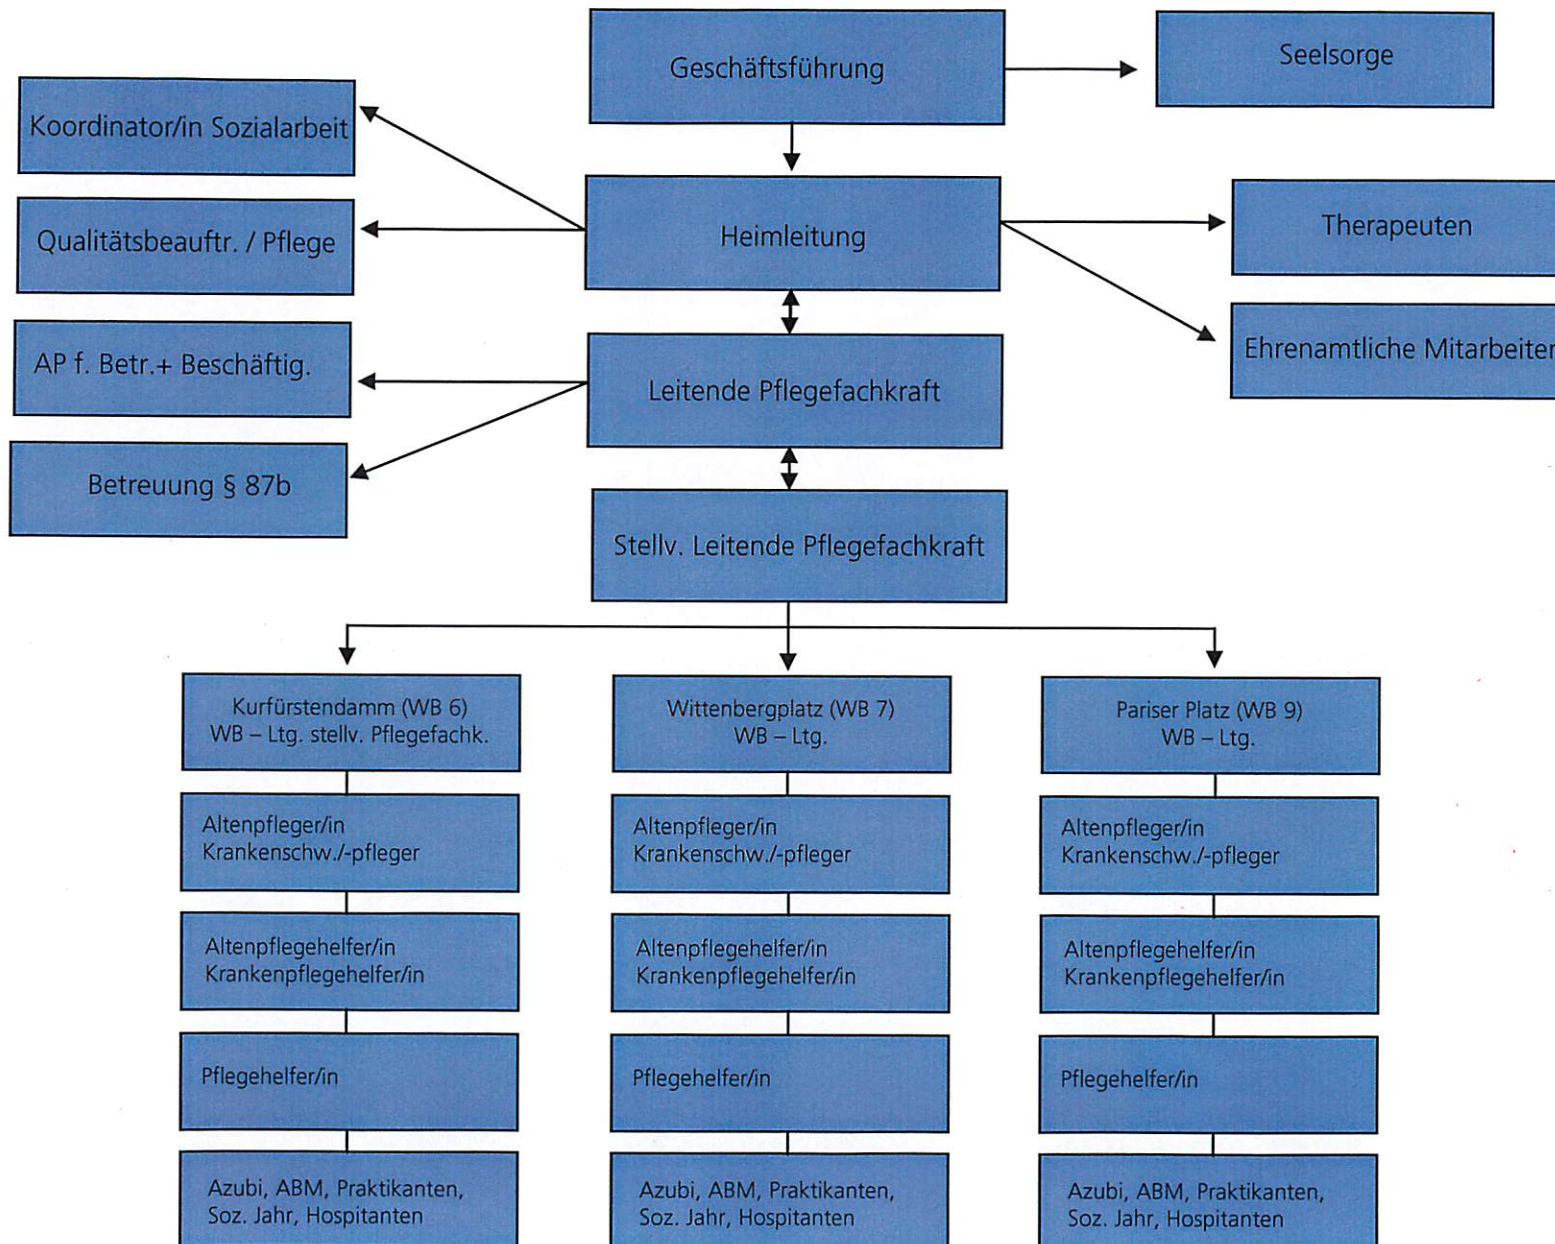 Geschäftsführung
Seelsorge
Koordinator/in Sozialarbeit
Qualitätsbeauftr. / Pflege
Heimleitung
Therapeuten
AP f. Betr.+ Beschäftig.
Leitende Pflegefachkraft
Ehrenamtliche Mitarbeiter
Betreuung § 87b
Stellv. Leitende Pflegefachkraft
Kurfürstendamm (WB 6)
WB – Ltg. stellv. Pflegefachk.
Altenpfleger/in
Krankenschw./-pfleger
Altenpflegehelfer/in
Krankenpflegehelfer/in
Pflegehelfer/in
Azubi, ABM, Praktikanten,
Soz. Jahr, Hospitanten
Wittenbergplatz (WB 7)
WB – Ltg.
Altenpfleger/in
Krankenschw./-pfleger
Altenpflegehelfer/in
Krankenpflegehelfer/in
Pflegehelfer/in
Azubi, ABM, Praktikanten,
Soz. Jahr, Hospitanten
Pariser Platz (WB 9)
WB – Ltg.
Altenpfleger/in
Krankenschw./-pfleger
Altenpflegehelfer/in
Krankenpflegehelfer/in
Pflegehelfer/in
Azubi, ABM, Praktikanten,
Soz. Jahr, Hospitanten